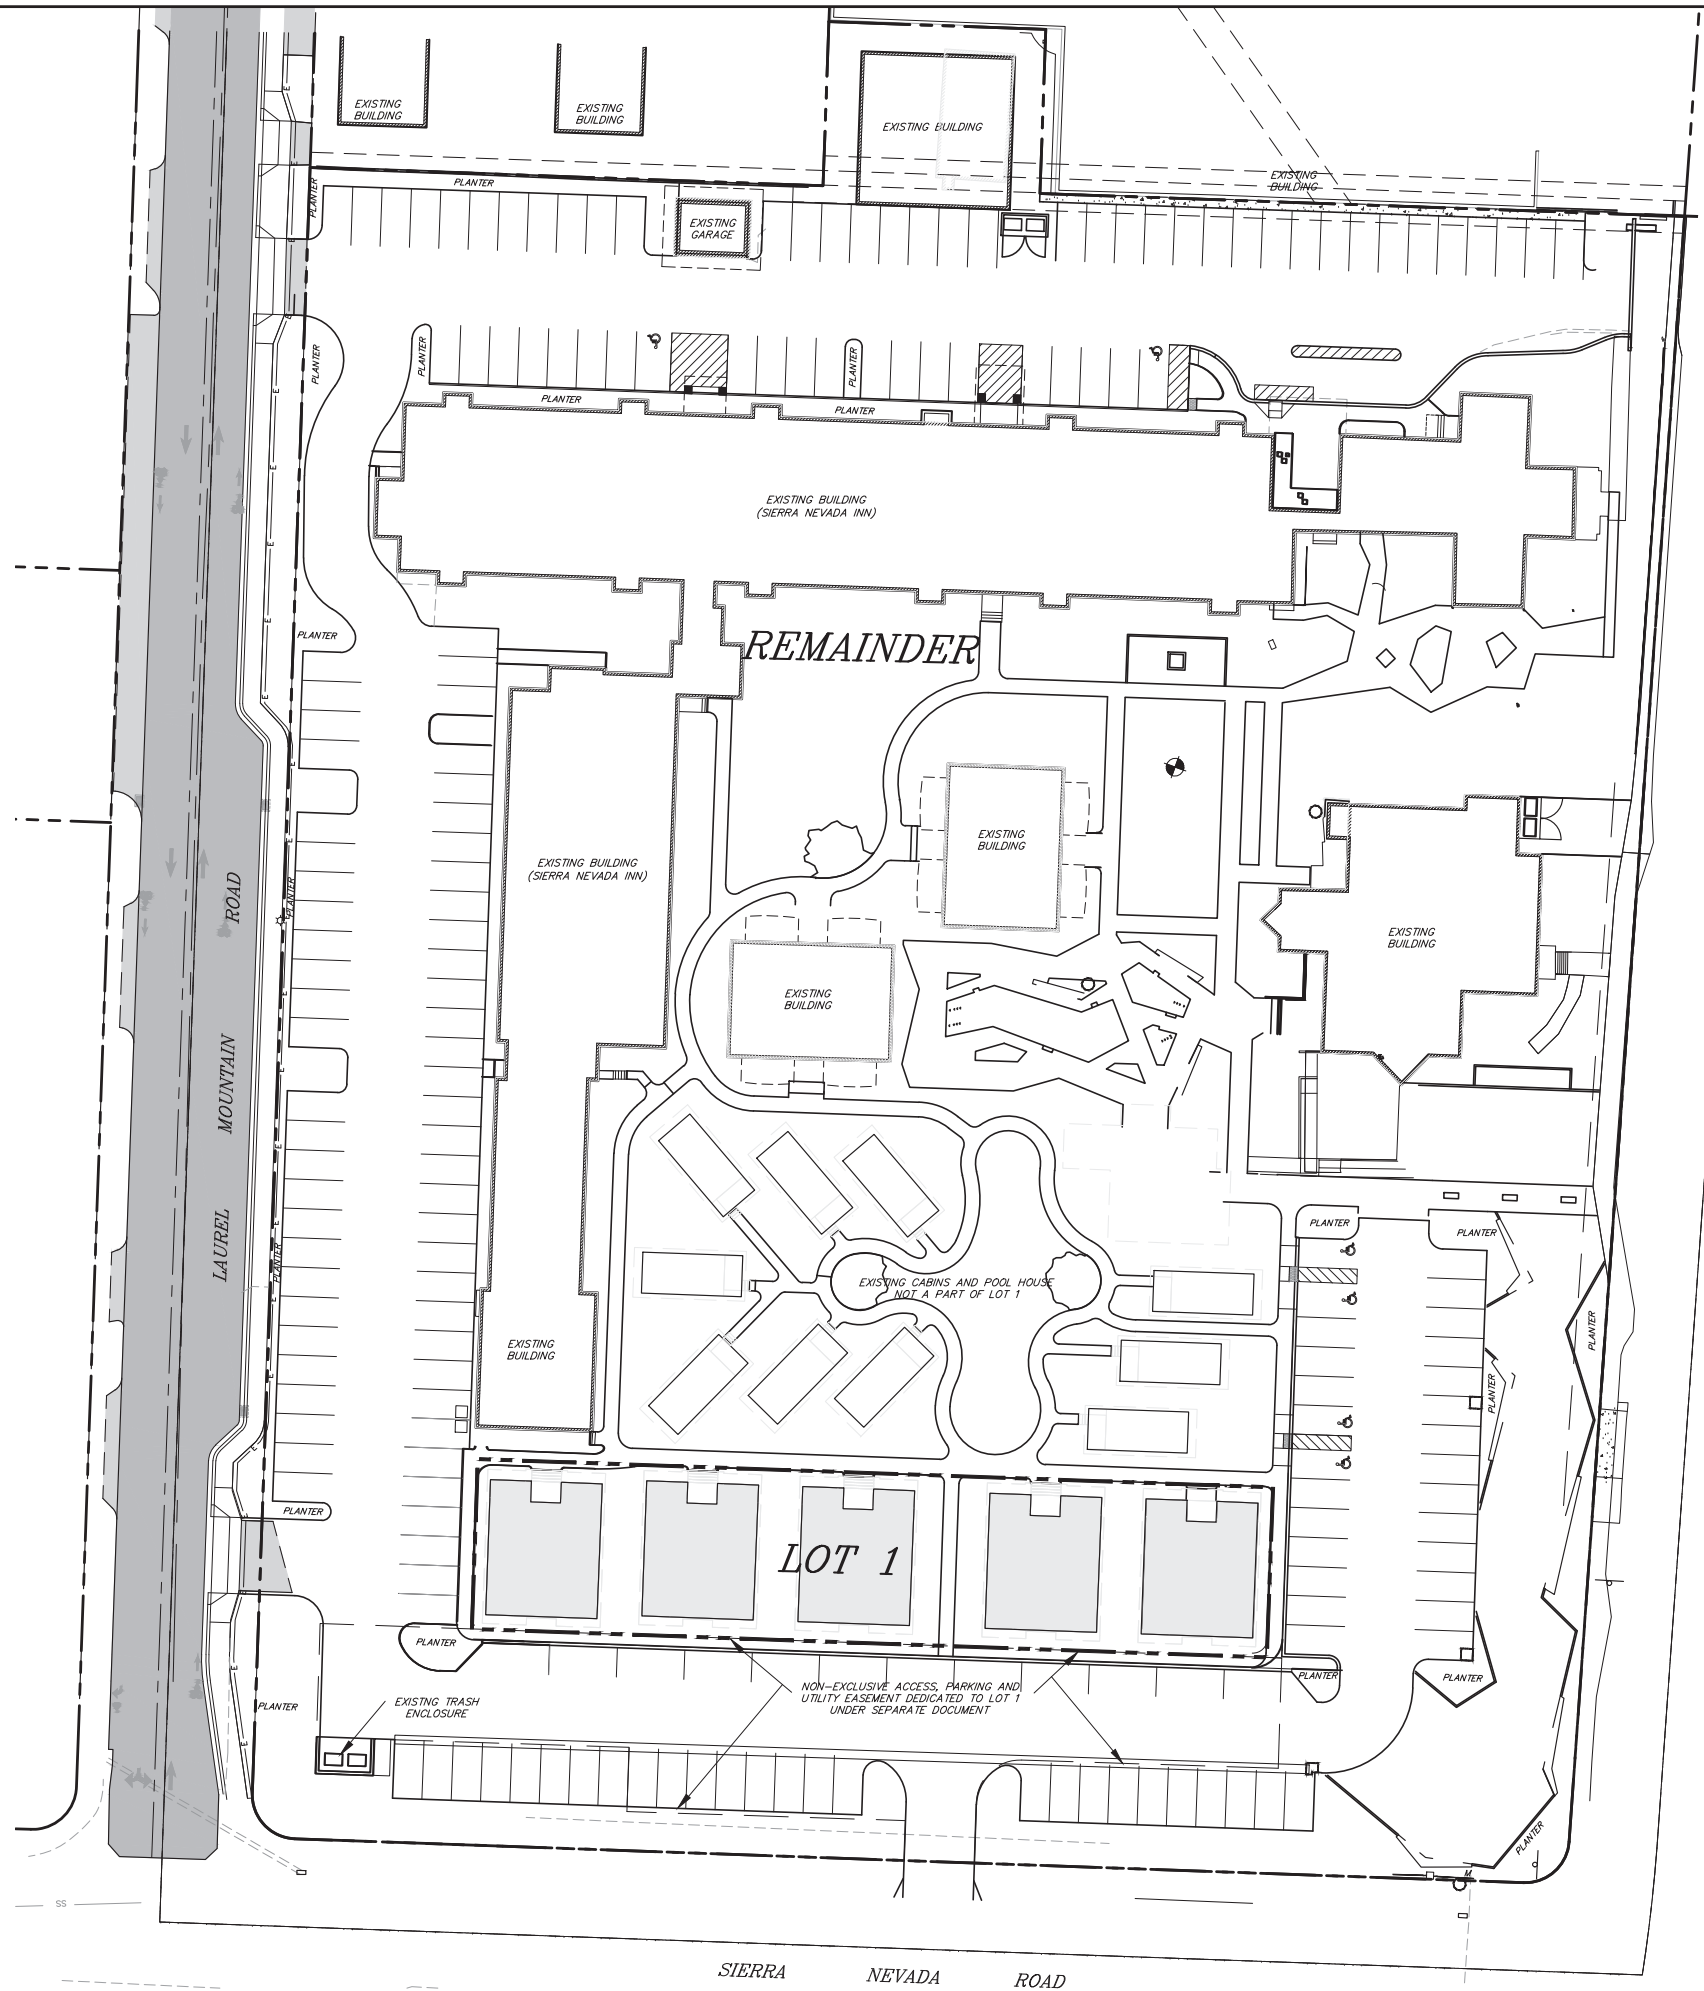 EXISTING
BUILDING
EXISTING
BUILDING
EXISTING BUILDING
EXISTING
BUILDING
PLANTER
PLANTER
EXISTING
GARAGE
PLANTER
PLANTER
PLANTER
PLANTER
PLANTER
EXISTING BUILDING
(SIERRA NEVADA INN)
PLANTER
REMAINDER
EXISTING
BUILDING
EXISTING BUILDING
(SIERRA NEVADA INN)
PLANTER
EXISTING
BUILDING
EXISTING
BUILDING
LAUREL MOUNTAIN ROAD
PLANTER
PLANTER
PLANTER
EXISTING CABINS AND POOL HOUSE
NOT A PART OF LOT 1
EXISTING
BUILDING
PLANTER
PLANTER
PLANTER
LOT 1
PLANTER
PLANTER
PLANTER
PLANTER
EXISTNG TRASH
ENCLOSURE
NON-EXCLUSIVE ACCESS, PARKING AND
UTILITY EASEMENT DEDICATED TO LOT 1
UNDER SEPARATE DOCUMENT
PLANTER
M
SS
SIERRA NEVADA ROAD